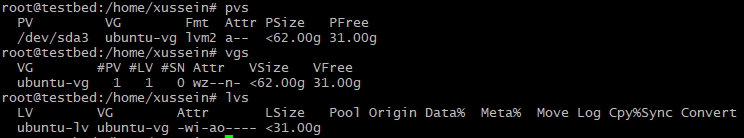 root@testbed:/home/xussein# pvs
  PV         VG        Fmt  Attr PSize   PFree
  /dev/sda3  ubuntu-vg lvm2 a--  <62.00g 31.00g
root@testbed:/home/xussein# vgs
  VG        #PV #LV #SN Attr   VSize   VFree
  ubuntu-vg   1   1   0 wz--n- <62.00g 31.00g
root@testbed:/home/xussein# lvs
  LV        VG        Attr       LSize   Pool Origin Data%  Meta%  Move Log Cpy%Sync Convert
  ubuntu-lv ubuntu-vg -wi-ao---- <31.00g